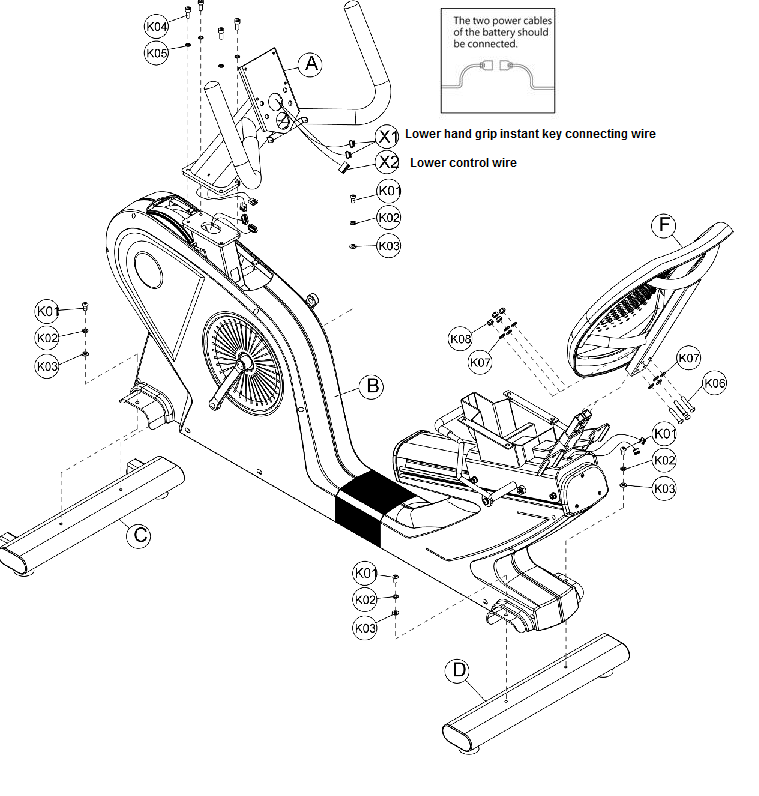 K04
K05
A
The two power cables
of the battery should
be connected.
X1 Lower hand grip instant key connecting wire
X2 Lower control wire
K01
K02
K03
F
K01
K02
K03
K08
K07
K07
K06
B
K01
K02
K03
C
K01
K02
K03
D